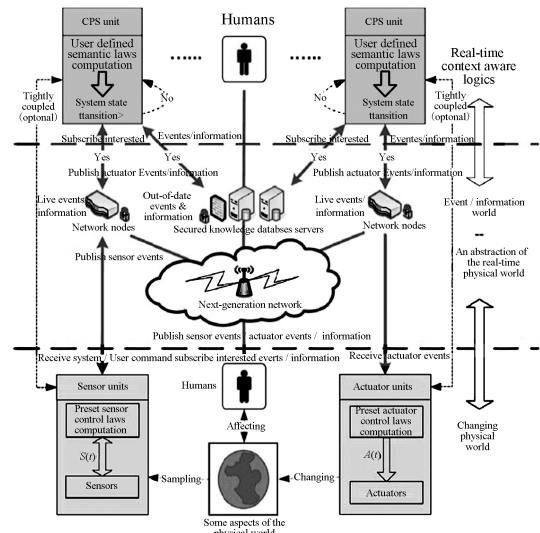 CPS unit
User defined
semantic laws
computation
System state
ttansition>
No
......
Humans
......
CPS unit
User defined
semantic laws
computation
System state
ttansition
No
Real-time
context aware
logics
Tightly
coupled
(optonal)
Tightly
coupled
(optional)
Subscribe interested
Eventes/information
Subscribe interested
Eventes/information
Yes
Yes
Yes
Yes
Publish actuator Events/information
Publish actuator Events/information
Live events
information
Network nodes
Out-of-date
events &
information
Secured knowledge databses servers
Live events/
information
Network nodes
Event / information
world
Publish sensor events
An abstraction of
the real-time
physical world
Next-generation network
Publish sensor events / actuator events / information
Receive system / User command subscribe interested everts / information
Receive actuator events
Sensor units
Preset sensor
control laws
computation
S(t)
Sensors
Humans
Affecting
Sampling
Changing
Some aspects of the
physical world
Actuator units
Preset actuator
control laws
computation
A(t)
Actuators
Changing
physical
world